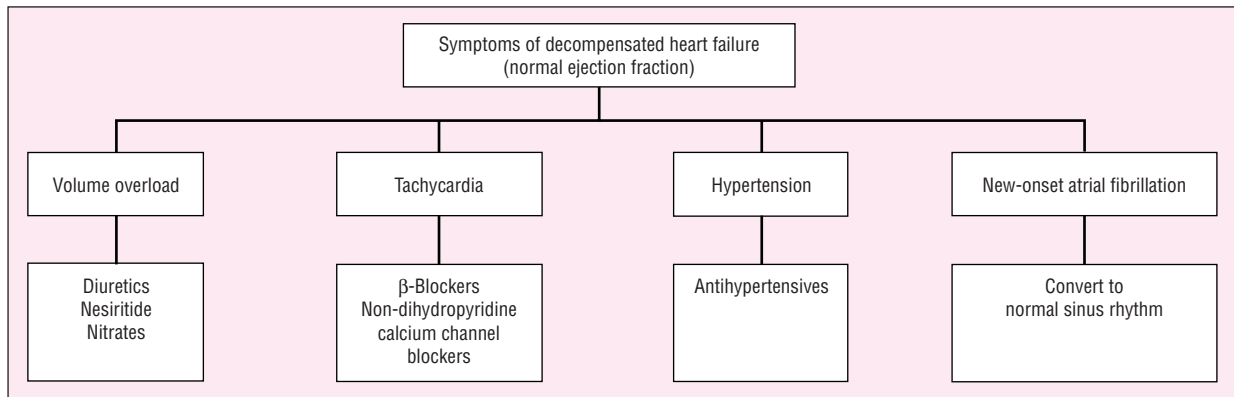 Symptoms of decompensated heart failure
(normal ejection fraction)
Volume overload
Tachycardia
Hypertension
New-onset atrial fibrillation
Diuretics
Nesiritide
Nitrates
β-Blockers
Non-dihydropyridine
calcium channel
blockers
Antihypertensives
Convert to
normal sinus rhythm